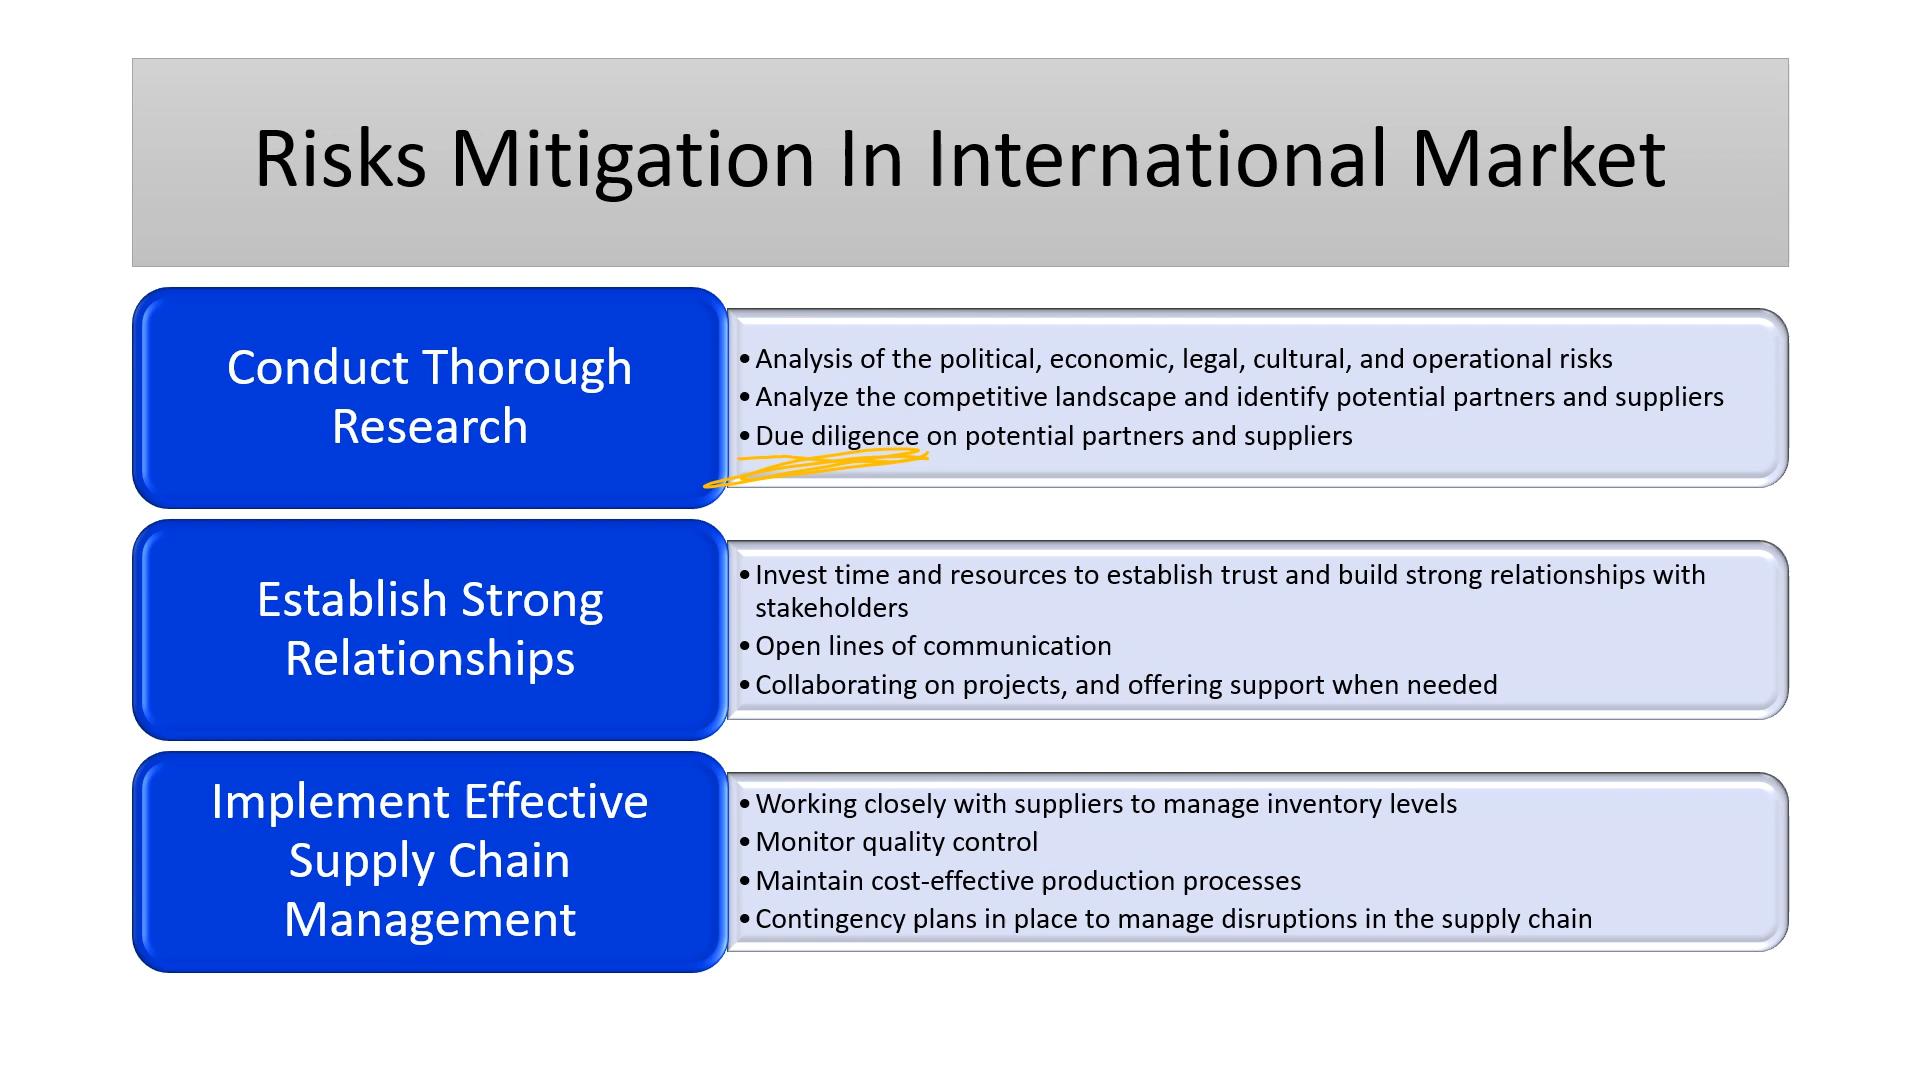 Risks Mitigation In International Market
Conduct Thorough
Research
• Analysis of the political, economic, legal, cultural, and operational risks
• Analyze the competitive landscape and identify potential partners and suppliers
• Due diligence on potential partners and suppliers
Establish Strong
Relationships
• Invest time and resources to establish trust and build strong relationships with
stakeholders
• Open lines of communication
• Collaborating on projects, and offering support when needed
Implement Effective
Supply Chain
Management
• Working closely with suppliers to manage inventory levels
• Monitor quality control
• Maintain cost-effective production processes
• Contingency plans in place to manage disruptions in the supply chain